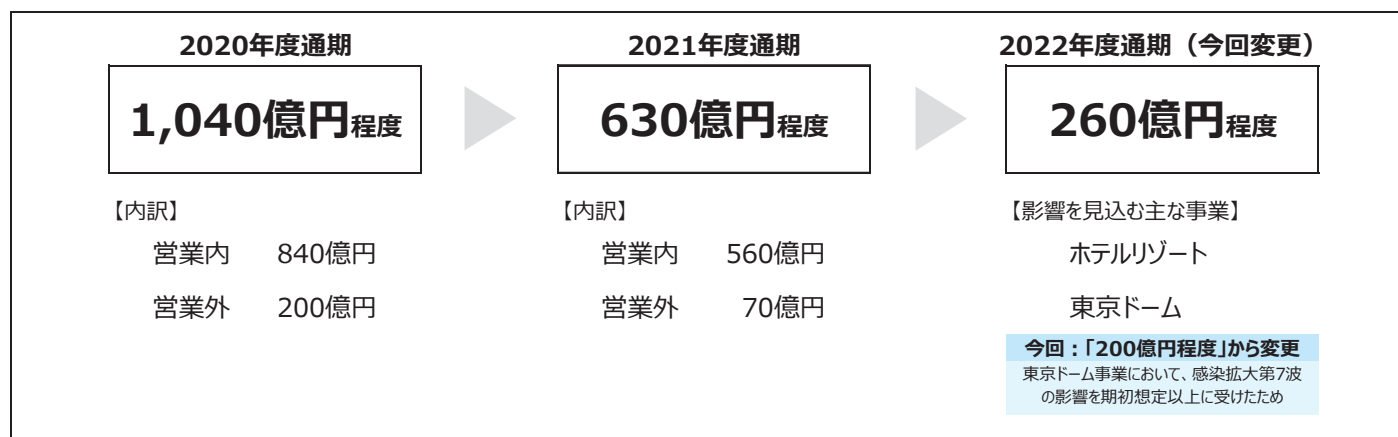 2020年度通期
1,040億円程度
【内訳】
営業内 840億円
営業外 200億円
2021年度通期
630億円程度
【内訳】
営業内 560億円
営業外 70億円
2022年度通期（今回変更）
260億円程度
【影響を見込む主な事業】
ホテルリゾート
東京ドーム
今回：「200億円程度」から変更
東京ドーム事業において、感染拡大第7波
の影響を期初想定以上に受けたため